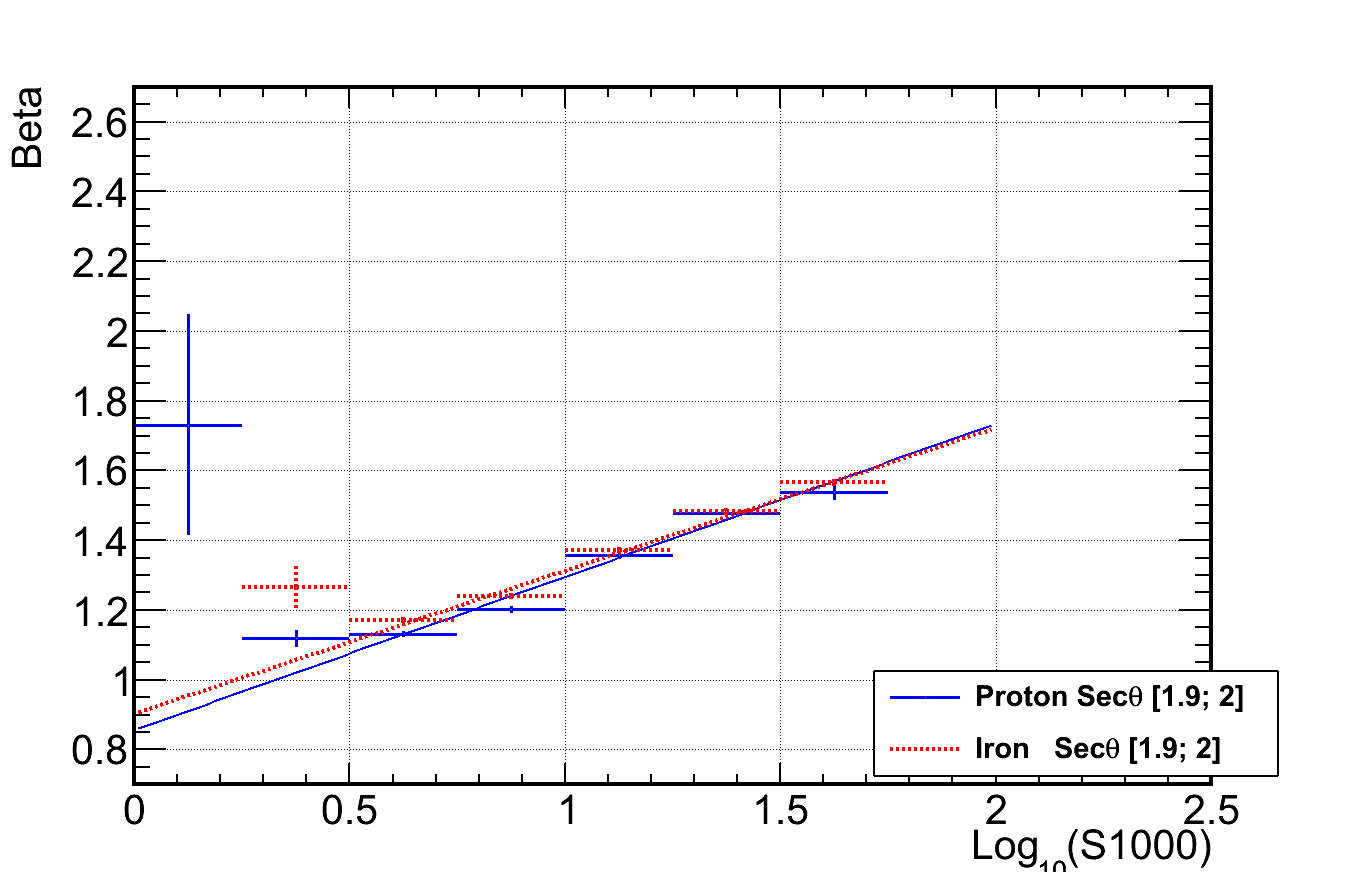 Beta
2.6
2.4
2.2
2
1.8
1.6
1.4
1.2
1
0.8
0 0.5 1 1.5 2 2.5
Log10(S1000)
Proton Secθ [1.9; 2]
Iron Secθ [1.9; 2]